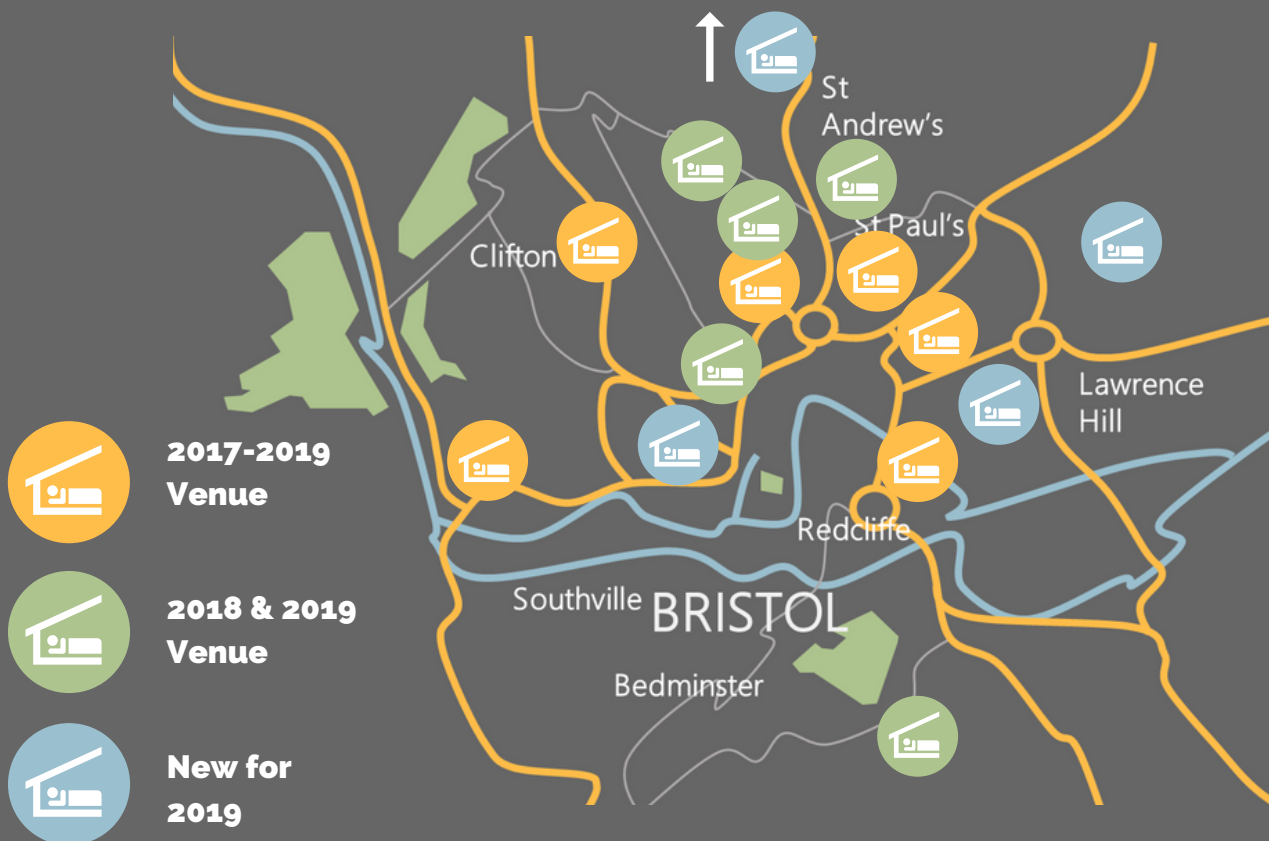 St
Andrew's
St Paul's
Clifton
Lawrence
Hill
2017-2019
Venue
Redcliffe
Southville
BRISTOL
2018 & 2019
Venue
Bedminster
New for
2019